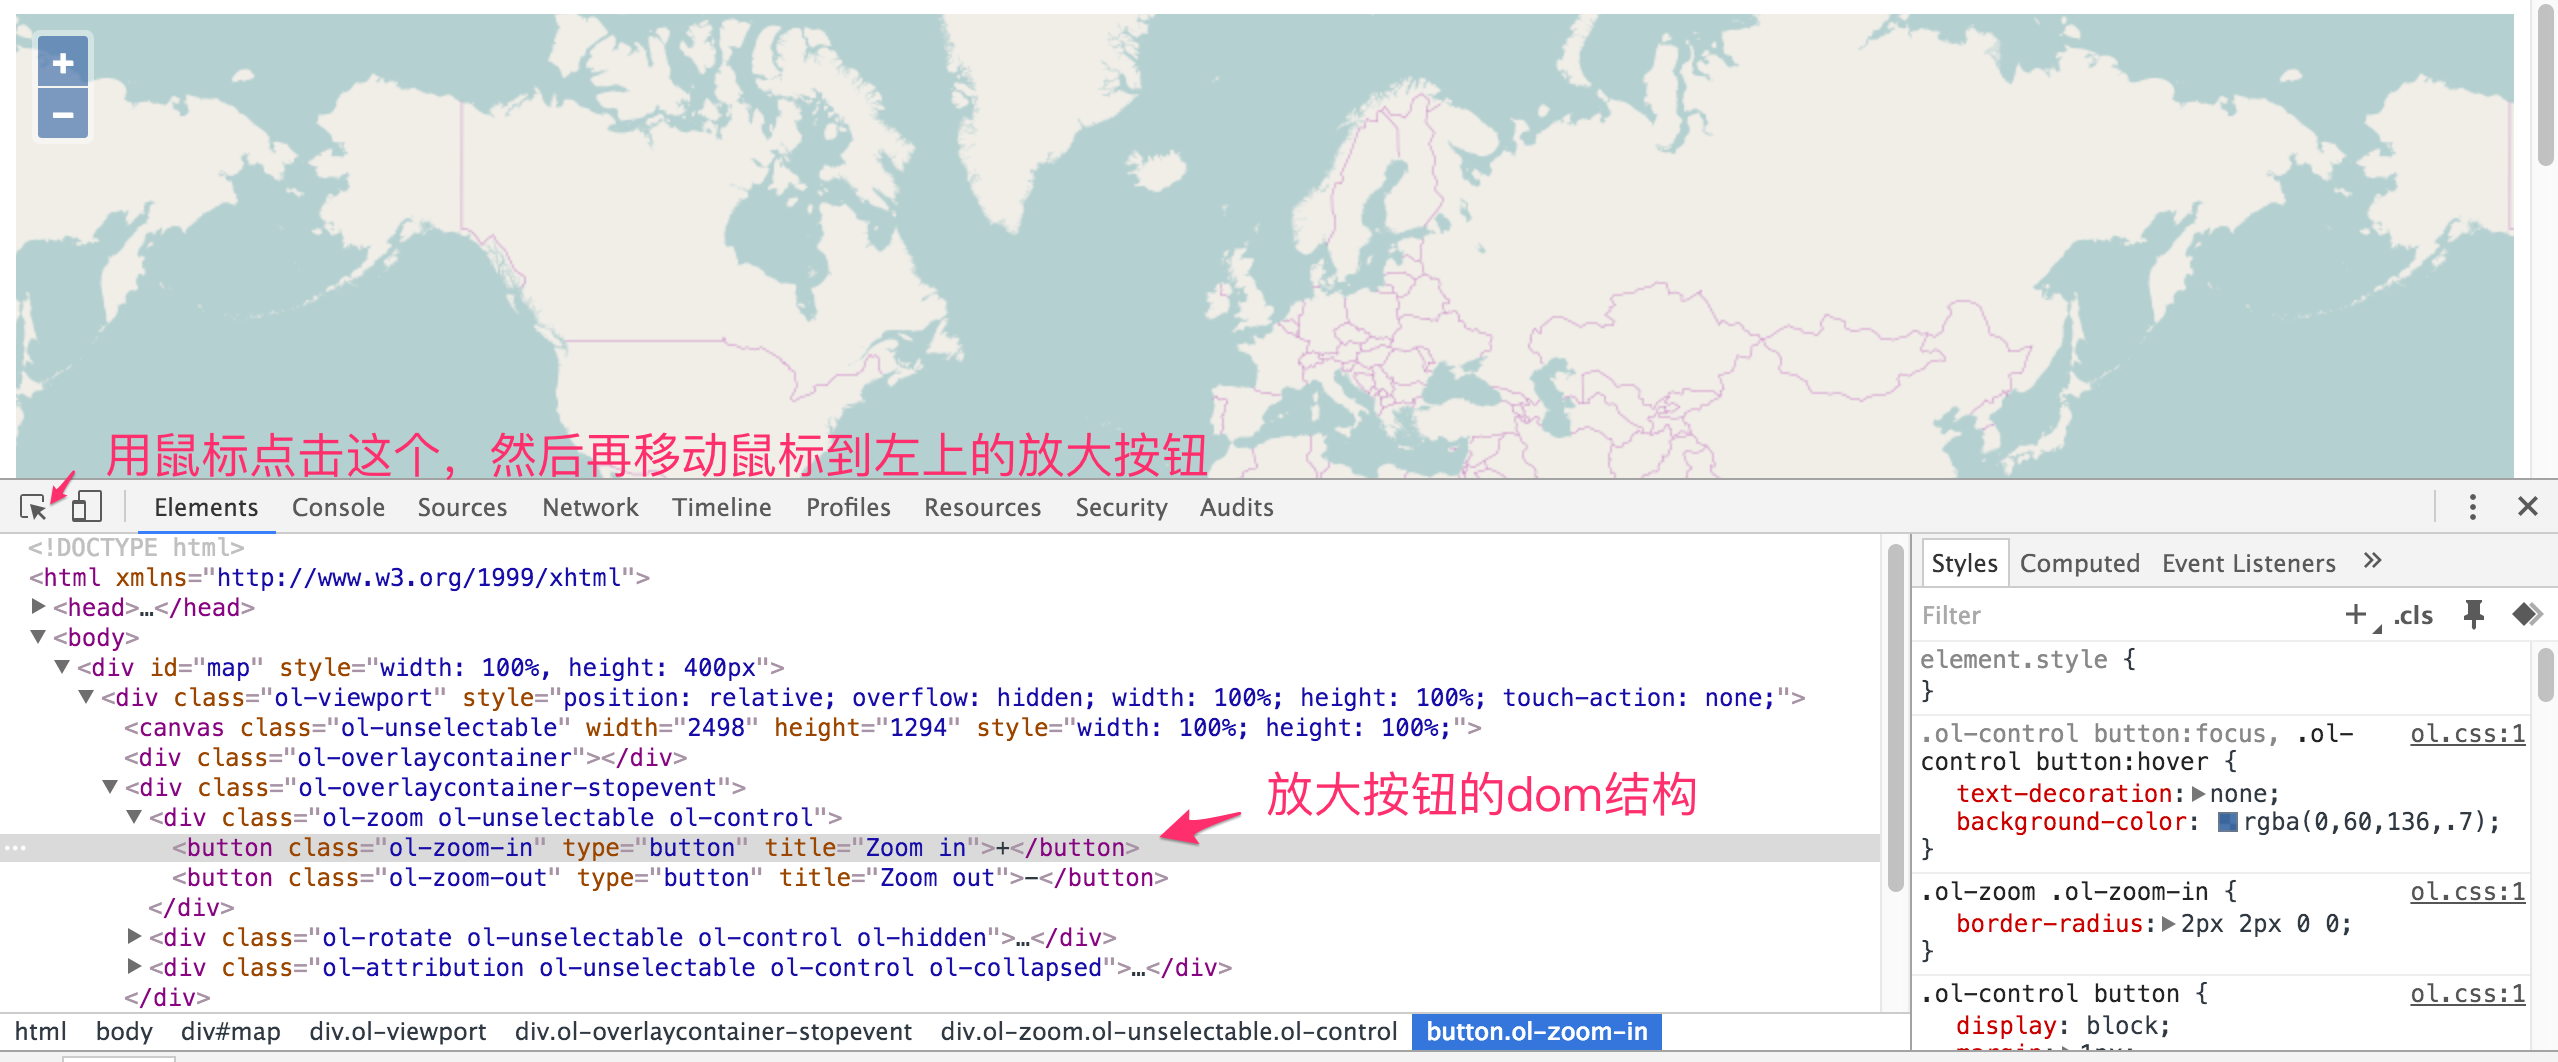 +
−
用鼠标点击这个，然后再移动鼠标到左上的放大按钮
Elements Console Sources Network Timeline Profiles Resources Security Audits
<!DOCTYPE html>
<html xmlns="http://www.w3.org/1999/xhtml">
<head>…</head>
<body>
<div id="map" style="width: 100%, height: 400px">
<div class="ol-viewport" style="position: relative; overflow: hidden; width: 100%; height: 100%; touch-action: none;">
<canvas class="ol-unselectable" width="2498" height="1294" style="width: 100%; height: 100%;">
<div class="ol-overlaycontainer"></div>
<div class="ol-overlaycontainer-stopevent">
放大按钮的dom结构
<div class="ol-zoom ol-unselectable ol-control">
<button class="ol-zoom-in" type="button" title="Zoom in">+</button>
<button class="ol-zoom-out" type="button" title="Zoom out">−</button>
</div>
<div class="ol-rotate ol-unselectable ol-control ol-hidden">…</div>
<div class="ol-attribution ol-unselectable ol-control ol-collapsed">…</div>
</div>
html body div#map div.ol-viewport div.ol-overlaycontainer-stopevent div.ol-zoom.ol-unselectable.ol-control button.ol-zoom-in
Styles Computed Event Listeners »
Filter + .cls
element.style {
}
.ol-control button:focus, .ol- ol.css:1
control button:hover {
text-decoration: none;
background-color: rgba(0,60,136,.7);
}
.ol-zoom .ol-zoom-in { ol.css:1
border-radius: 2px 2px 0 0;
}
.ol-control button { ol.css:1
display: block;
margin: 1px;